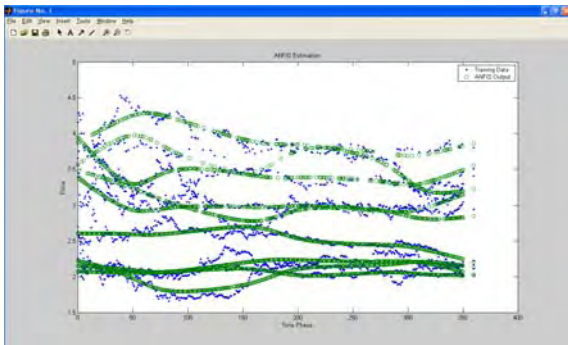 Figure No. 1
File Edit View Insert Tools Window Help
ANFIS Estimation
Training Data
ANFIS Output
5
4.5
4
3.5
3
2.5
2
1.5
Time
0 50 100 150 200 250 300 350 400
Time Phase